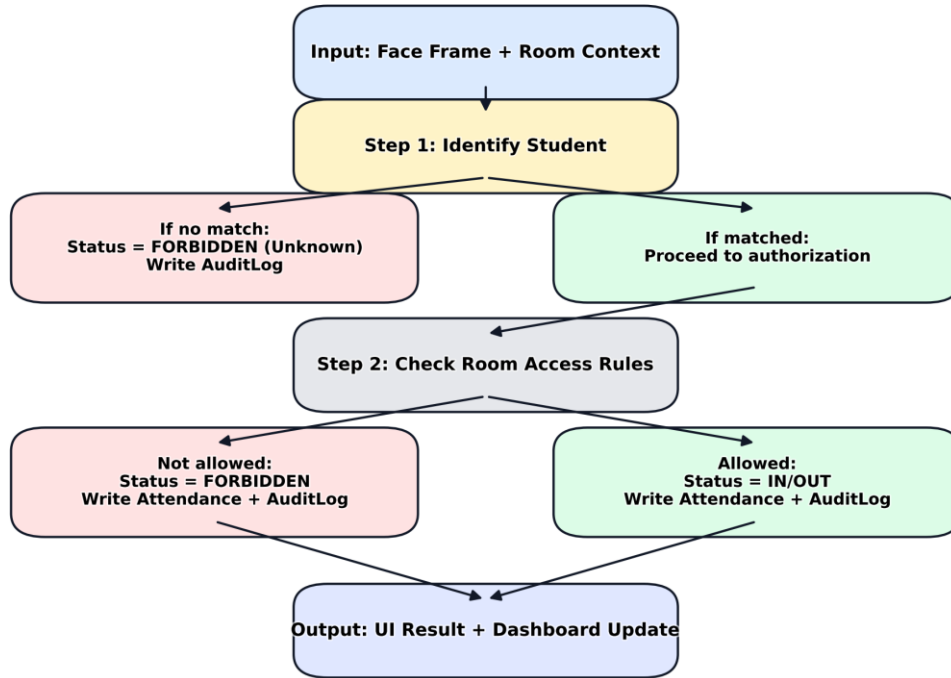 Input: Face Frame + Room Context
Step 1: Identify Student
If no match:
Status = FORBIDDEN (Unknown)
Write AuditLog
If matched:
Proceed to authorization
Step 2: Check Room Access Rules
Not allowed:
Status = FORBIDDEN
Write Attendance + AuditLog
Allowed:
Status = IN/OUT
Write Attendance + AuditLog
Output: UI Result + Dashboard Update